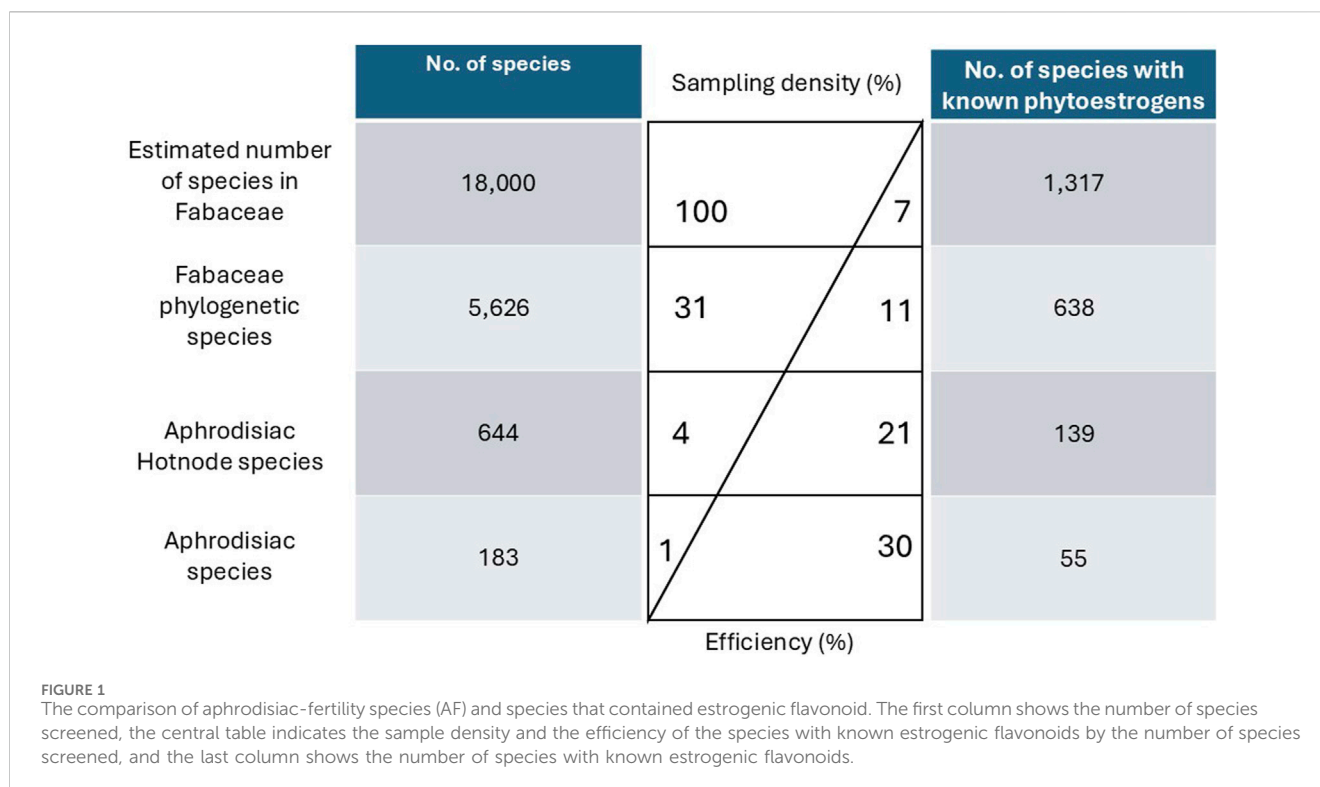 No. of species
Sampling density (%)
No. of species with
known phytoestrogens
Estimated number
of species in
Fabaceae
18,000
100
7
1,317
Fabaceae
phylogenetic
species
5,626
31
11
638
Aphrodisiac
Hotnode species
644
4
21
139
Aphrodisiac
species
183
1
30
55
Efficiency (%)
FIGURE 1
The comparison of aphrodisiac-fertility species (AF) and species that contained estrogenic flavonoid. The first column shows the number of species
screened, the central table indicates the sample density and the efficiency of the species with known estrogenic flavonoids by the number of species
screened, and the last column shows the number of species with known estrogenic flavonoids.